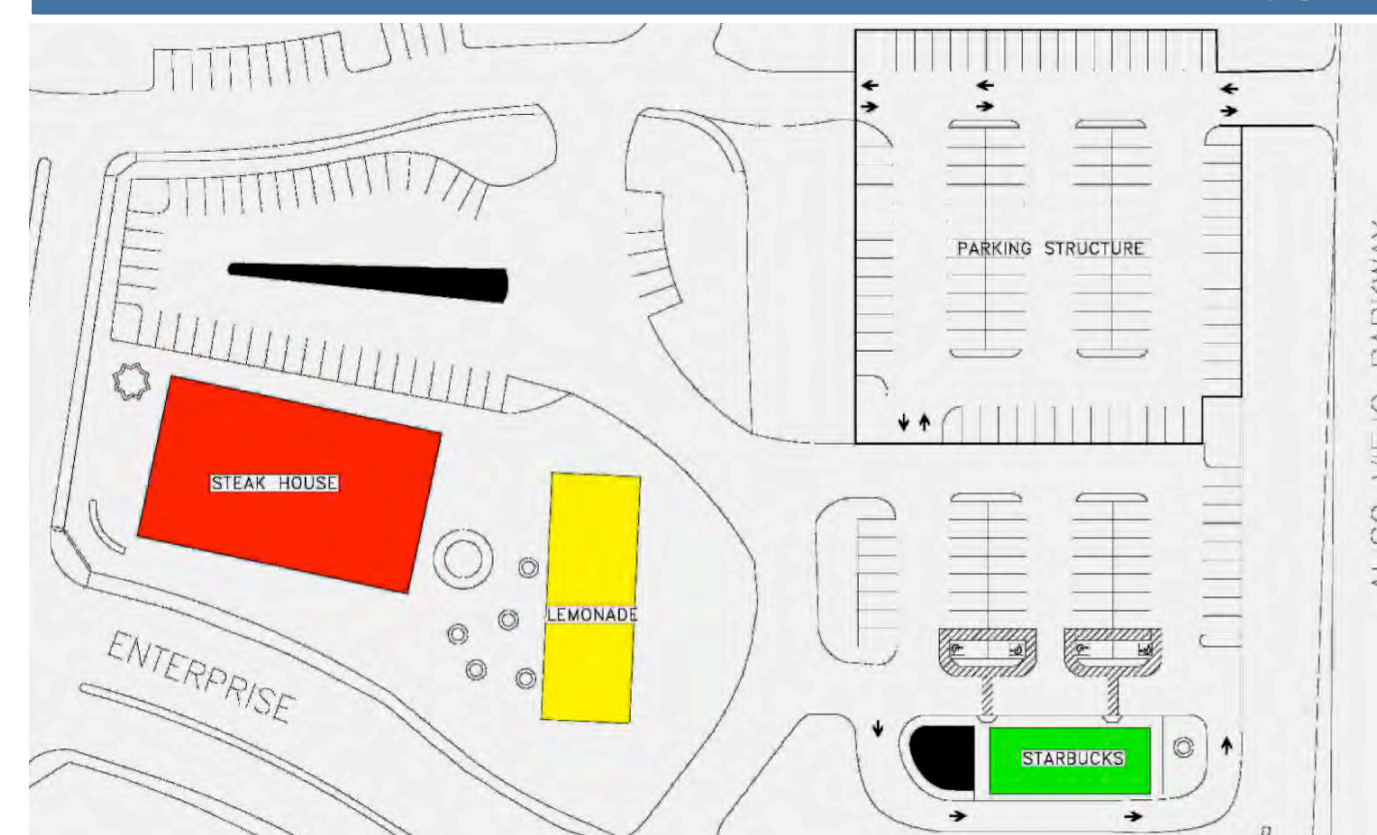 PARKING STRUCTURE
STEAK HOUSE
LEMONADE
ENTERPRISE
STARBUCKS